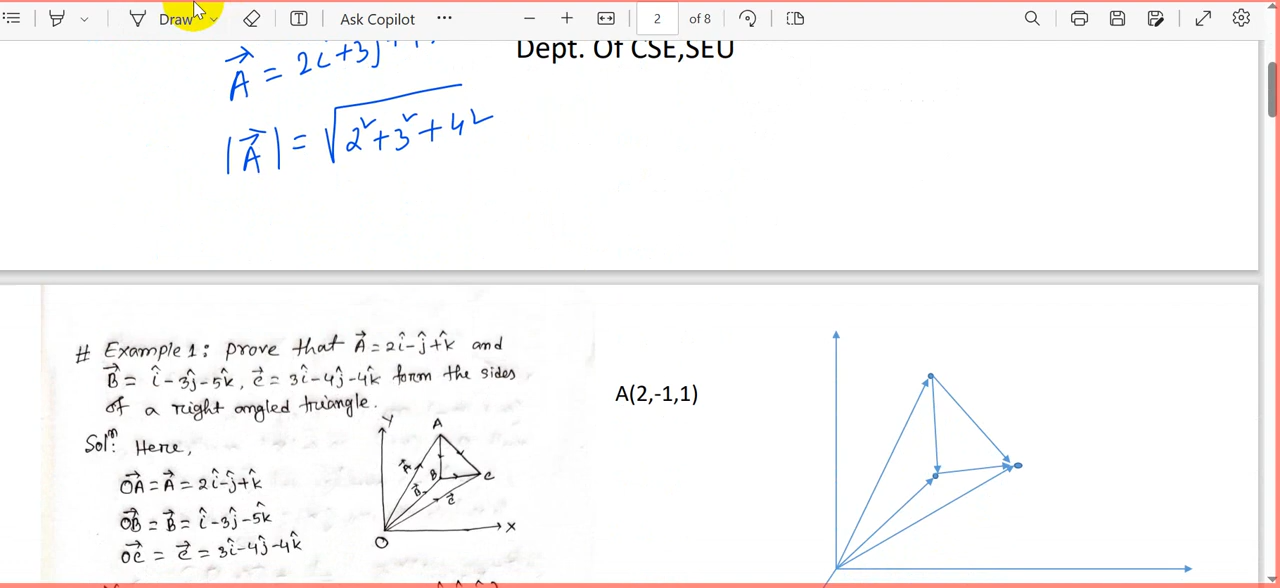 Draw
Ask Copilot
2 of 8
Dept. Of CSE,SEU
A⃗ = 2i+3j
|A⃗| = √2²+3²+4²
# Example 1: prove that A⃗ = 2î-ĵ+k̂ and
B⃗ = î-3ĵ-5k̂, c⃗ = 3î-4ĵ-4k̂ form the sides
of a right angled triangle.
Solⁿ: Here,
OA⃗ = A⃗ = 2î-ĵ+k̂
OB⃗ = B⃗ = î-3ĵ-5k̂
OC⃗ = c⃗ = 3î-4ĵ-4k̂
Y
A
A⃗
B
B⃗
C
c⃗
X
O
A(2,-1,1)